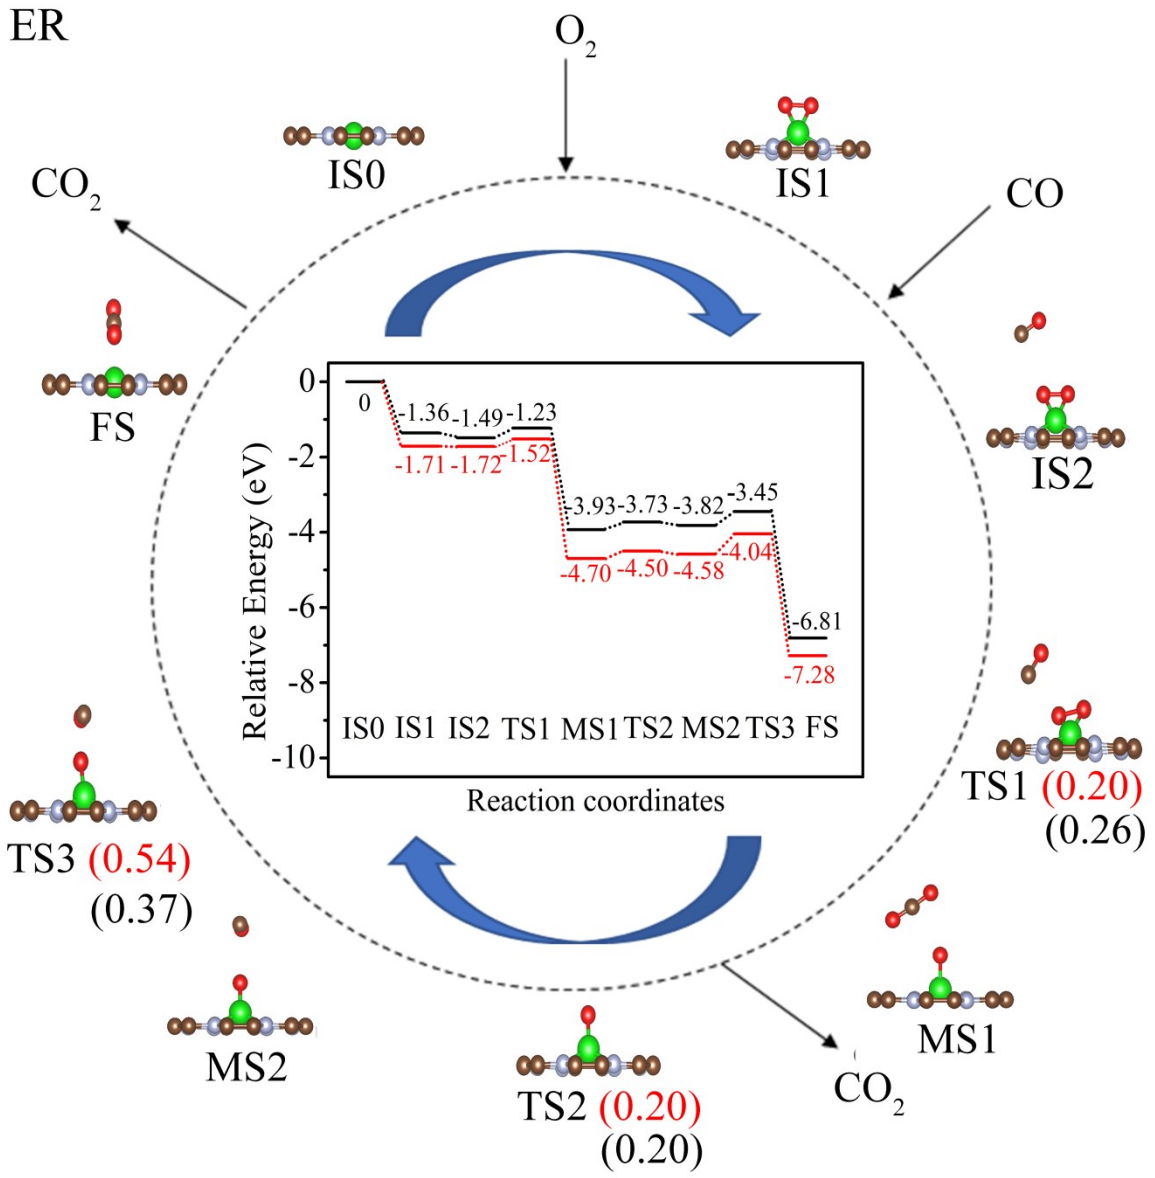 ER
O₂
IS0
IS1
CO₂
CO
FS
IS2
0
-2
-4
-6
-8
-10
Relative Energy (eV)
0
-1.36
-1.49
-1.23
-1.71
-1.72
-1.52
-3.93
-3.73
-3.82
-3.45
-4.70
-4.50
-4.58
-4.04
-6.81
-7.28
IS0 IS1 IS2 TS1 MS1 TS2 MS2 TS3 FS
Reaction coordinates
TS1 (0.20)
(0.26)
TS3 (0.54)
(0.37)
MS1
MS2
CO₂
TS2 (0.20)
(0.20)